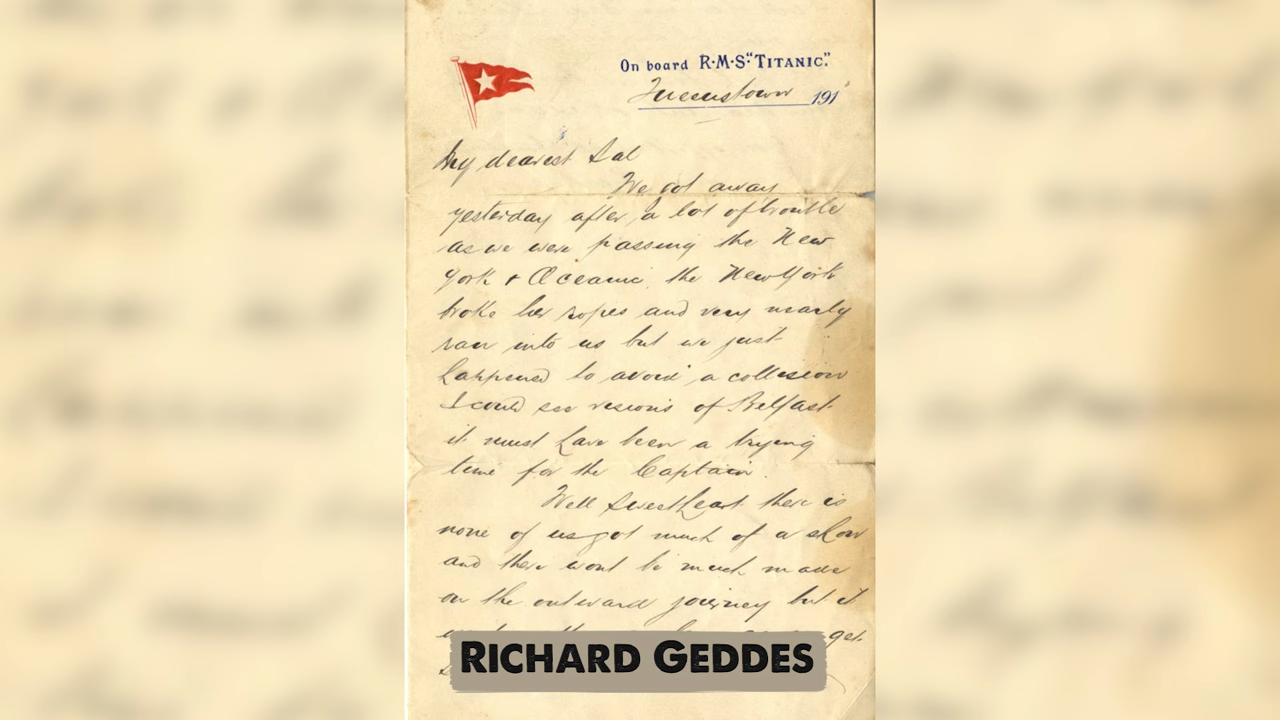 On board R·M·S "TITANIC."
Queenstown 191
My dearest Sal
We got away
yesterday after a lot of trouble
as we were passing the New
York & Oceanic, the New York
broke her ropes and very nearly
ran into us but we just
happened to avoid a collision
I could see visions of Belfast
it must have been a trying
time for the Captain.
Well Sweetheart there is
none of us got much of a show
and there wont be much made
on the outward journey but it
get
RICHARD GEDDES